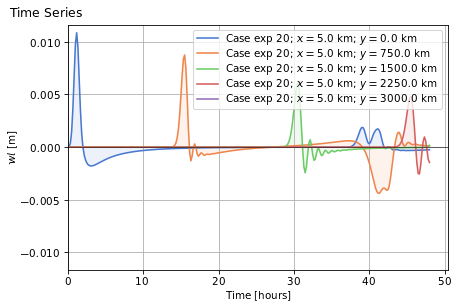 Time Series
Case exp 20; x = 5.0 km; y = 0.0 km
Case exp 20; x = 5.0 km; y = 750.0 km
Case exp 20; x = 5.0 km; y = 1500.0 km
Case exp 20; x = 5.0 km; y = 2250.0 km
Case exp 20; x = 5.0 km; y = 3000.0 km
0.010
0.005
0.000
−0.005
−0.010
w/[ [m]
0 10 20 30 40 50
Time [hours]